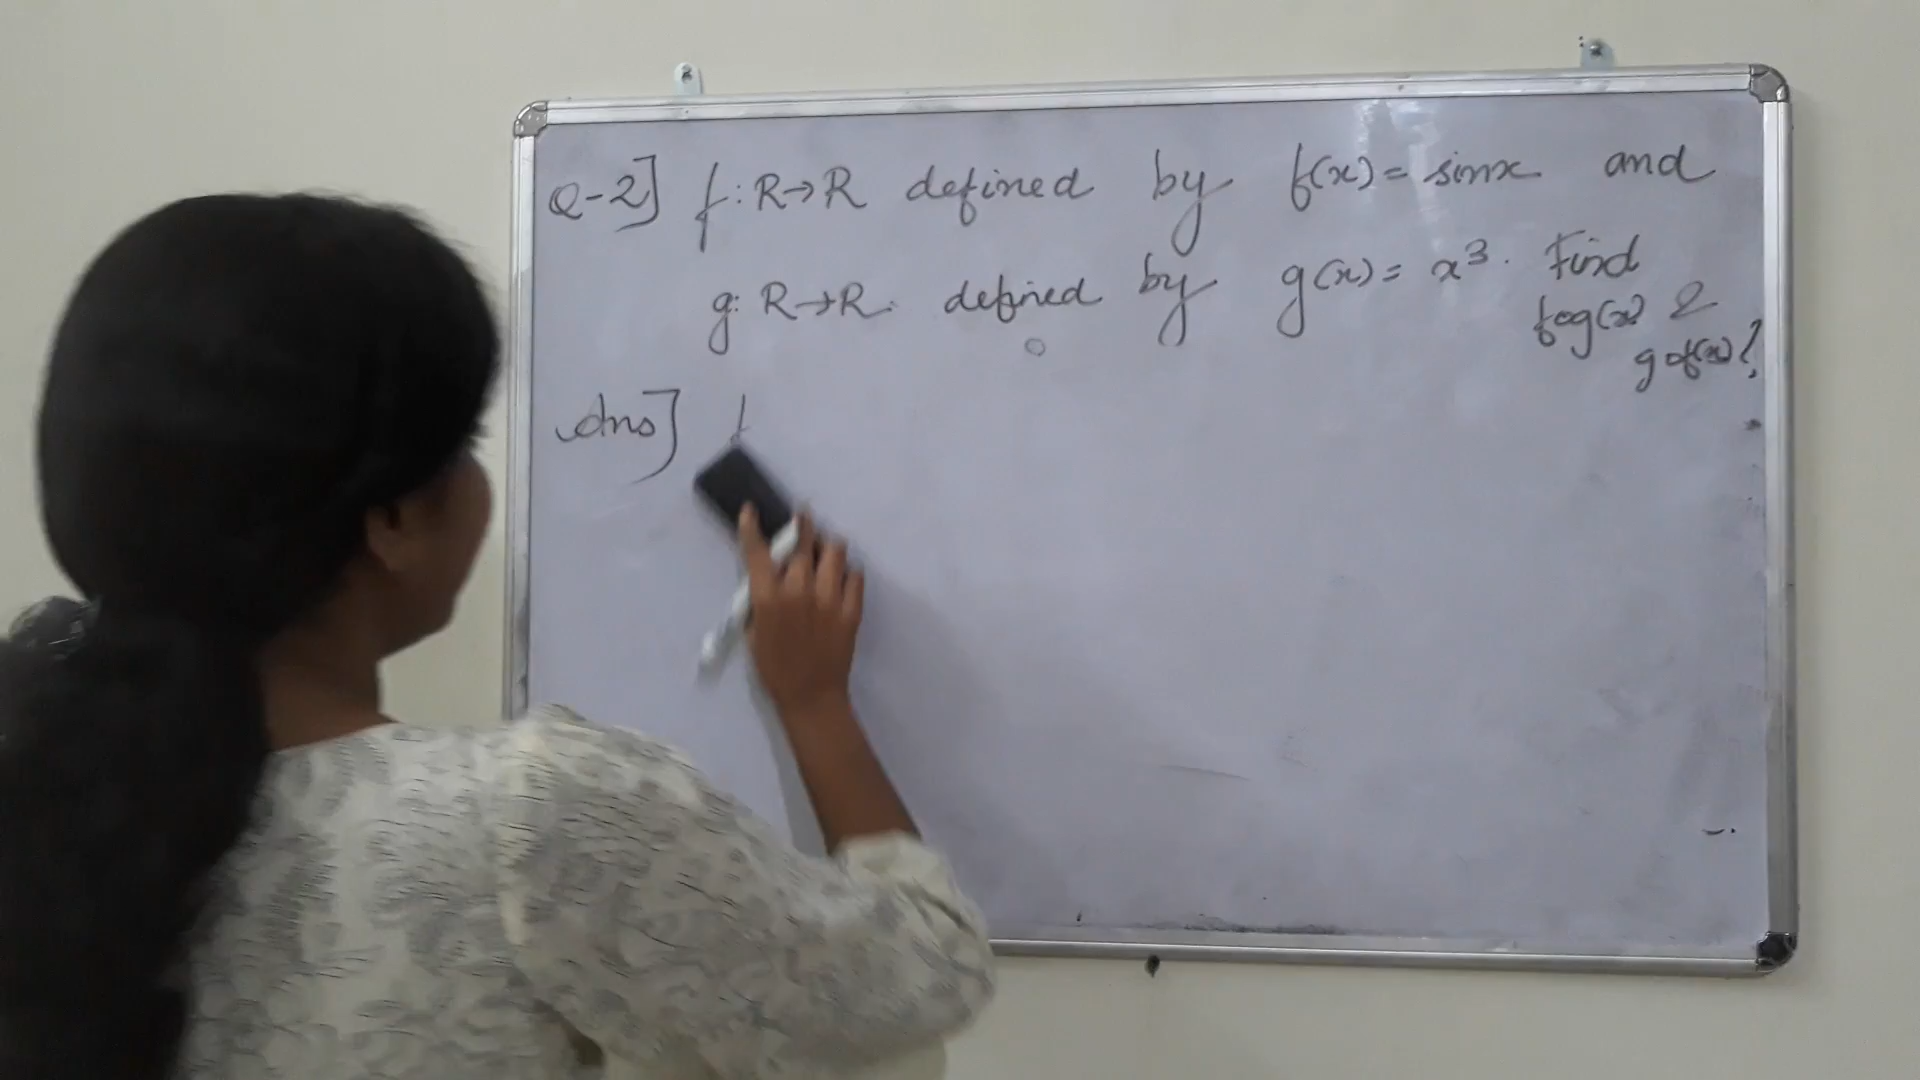 Q-2] f: R→R defined by f(x) = sinx and
g: R→R. defined by g(x) = x³. Find
fog(x) &
gof(x)?
Ans] f